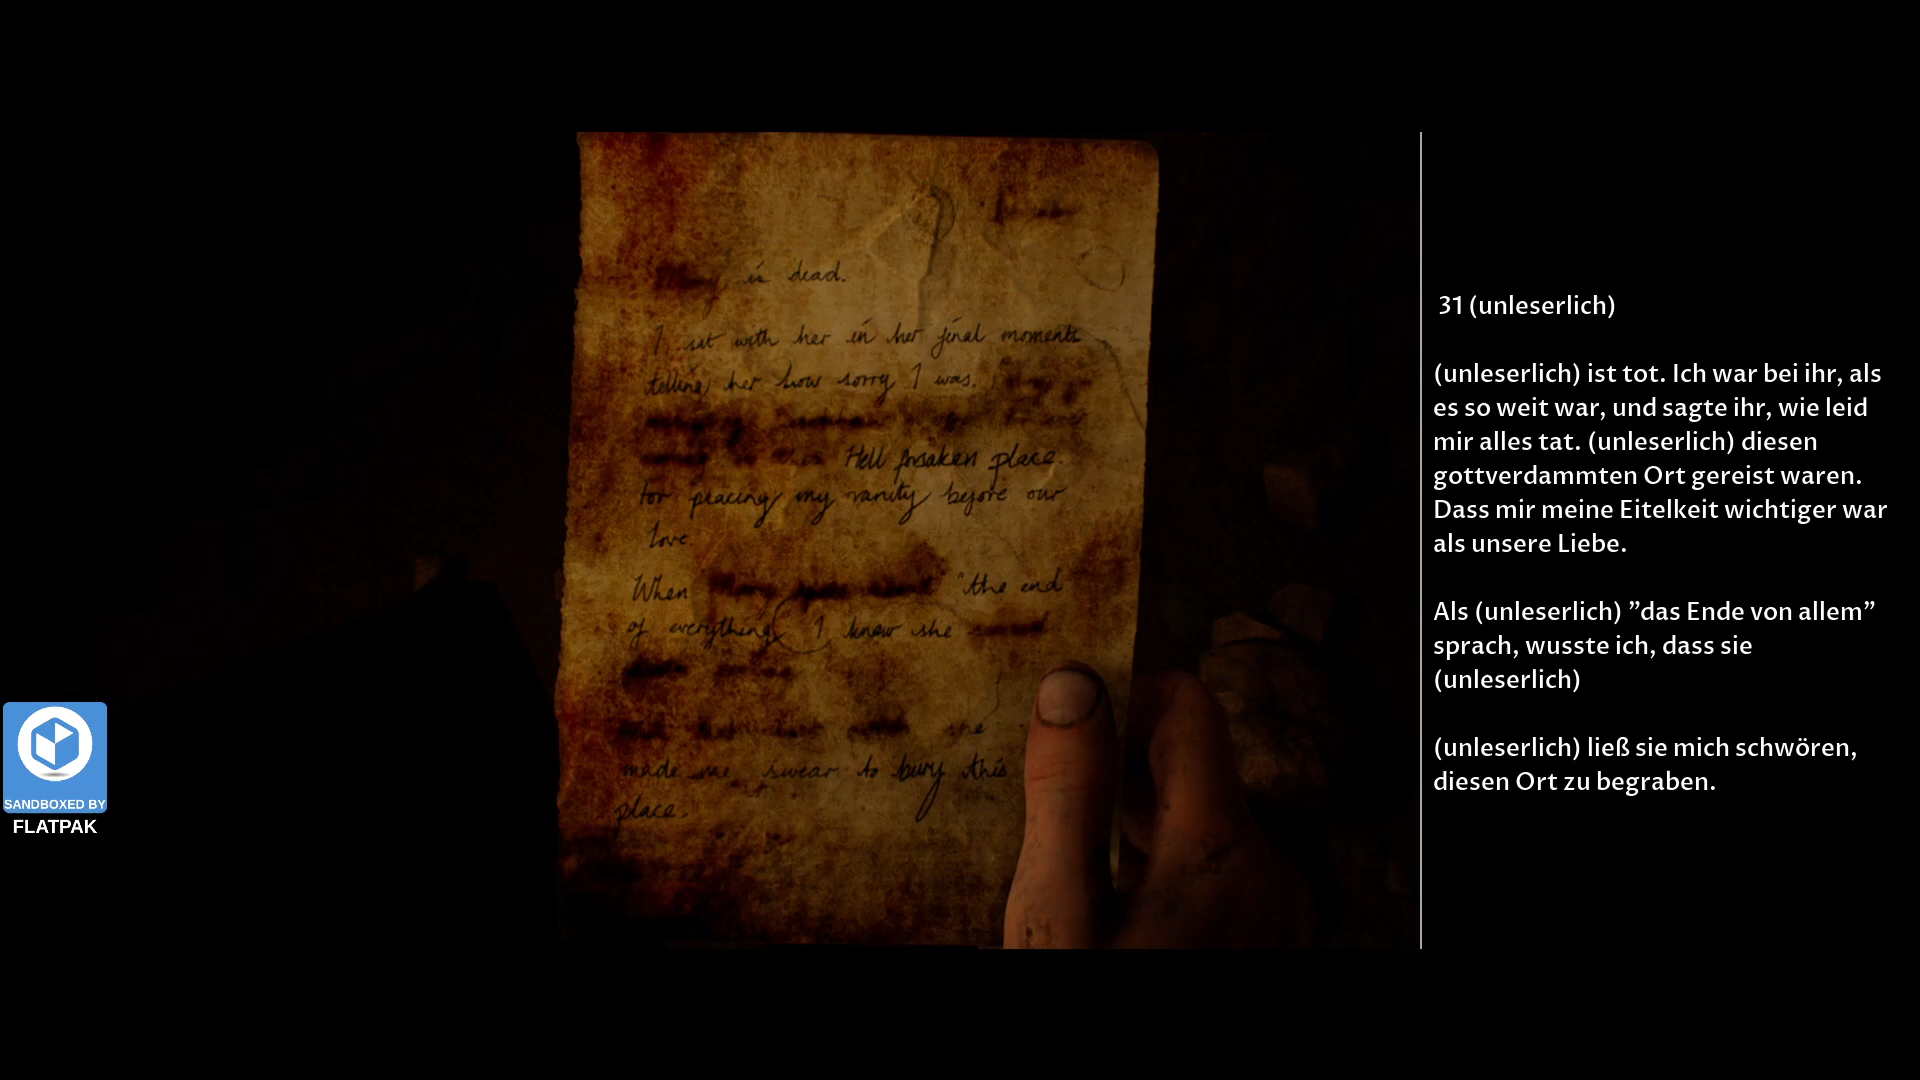 is dead.
I sat with her in her final moments
telling her how sorry I was.
Hell forsaken place.
for placing my vanity before our
love.
When "the end
of everything I knew she
she
made me swear to bury this
place.
31 (unleserlich)
(unleserlich) ist tot. Ich war bei ihr, als
es so weit war, und sagte ihr, wie leid
mir alles tat. (unleserlich) diesen
gottverdammten Ort gereist waren.
Dass mir meine Eitelkeit wichtiger war
als unsere Liebe.
Als (unleserlich) ”das Ende von allem”
sprach, wusste ich, dass sie
(unleserlich)
(unleserlich) ließ sie mich schwören,
diesen Ort zu begraben.
SANDBOXED BY
FLATPAK